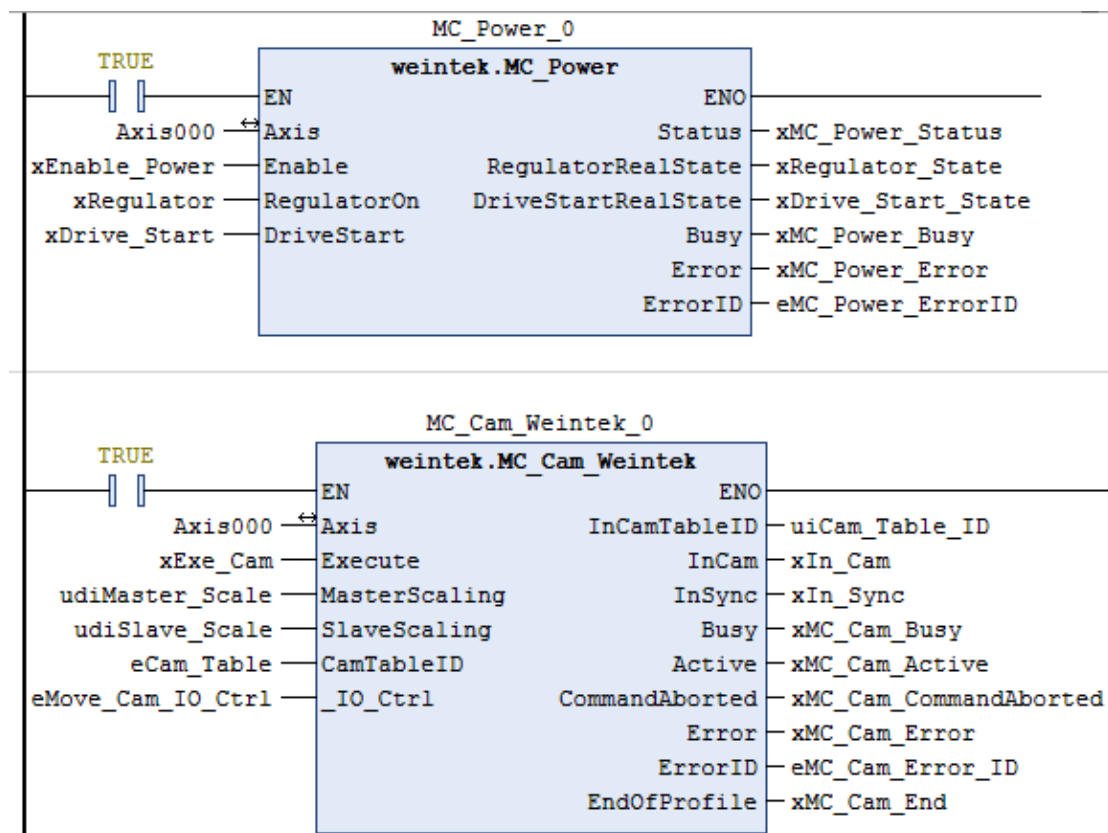 MC_Power_0
TRUE
weintek.MC_Power
EN ENO
Axis000 Axis Status xMC_Power_Status
xEnable_Power Enable RegulatorRealState xRegulator_State
xRegulator RegulatorOn DriveStartRealState xDrive_Start_State
xDrive_Start DriveStart Busy xMC_Power_Busy
Error xMC_Power_Error
ErrorID eMC_Power_ErrorID
MC_Cam_Weintek_0
TRUE
weintek.MC_Cam_Weintek
EN ENO
Axis000 Axis InCamTableID uiCam_Table_ID
xExe_Cam Execute InCam xIn_Cam
udiMaster_Scale MasterScaling InSync xIn_Sync
udiSlave_Scale SlaveScaling Busy xMC_Cam_Busy
eCam_Table CamTableID Active xMC_Cam_Active
eMove_Cam_IO_Ctrl _IO_Ctrl CommandAborted xMC_Cam_CommandAborted
Error xMC_Cam_Error
ErrorID eMC_Cam_Error_ID
EndOfProfile xMC_Cam_End